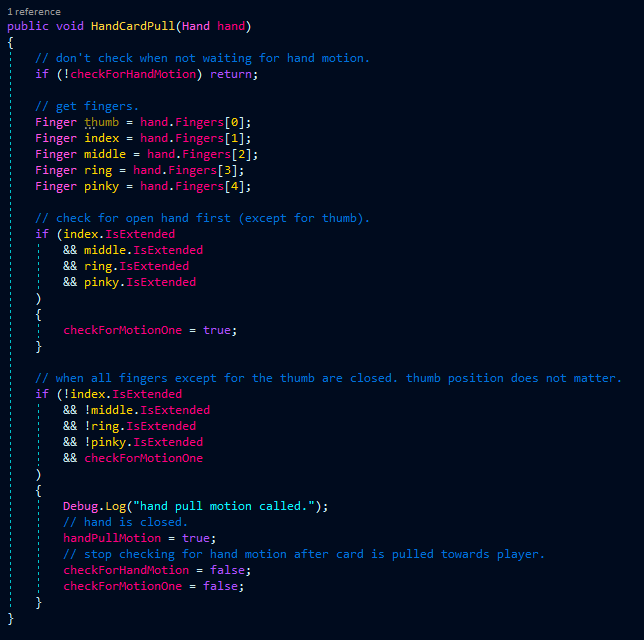 1 reference
public void HandCardPull(Hand hand)
{
    // don't check when not waiting for hand motion.
    if (!checkForHandMotion) return;

    // get fingers.
    Finger thumb = hand.Fingers[0];
    Finger index = hand.Fingers[1];
    Finger middle = hand.Fingers[2];
    Finger ring = hand.Fingers[3];
    Finger pinky = hand.Fingers[4];

    // check for open hand first (except for thumb).
    if (index.IsExtended
        && middle.IsExtended
        && ring.IsExtended
        && pinky.IsExtended
    )
    {
        checkForMotionOne = true;
    }

    // when all fingers except for the thumb are closed. thumb position does not matter.
    if (!index.IsExtended
        && !middle.IsExtended
        && !ring.IsExtended
        && !pinky.IsExtended
        && checkForMotionOne
    )
    {
        Debug.Log("hand pull motion called.");
        // hand is closed.
        handPullMotion = true;
        // stop checking for hand motion after card is pulled towards player.
        checkForHandMotion = false;
        checkForMotionOne = false;
    }
}